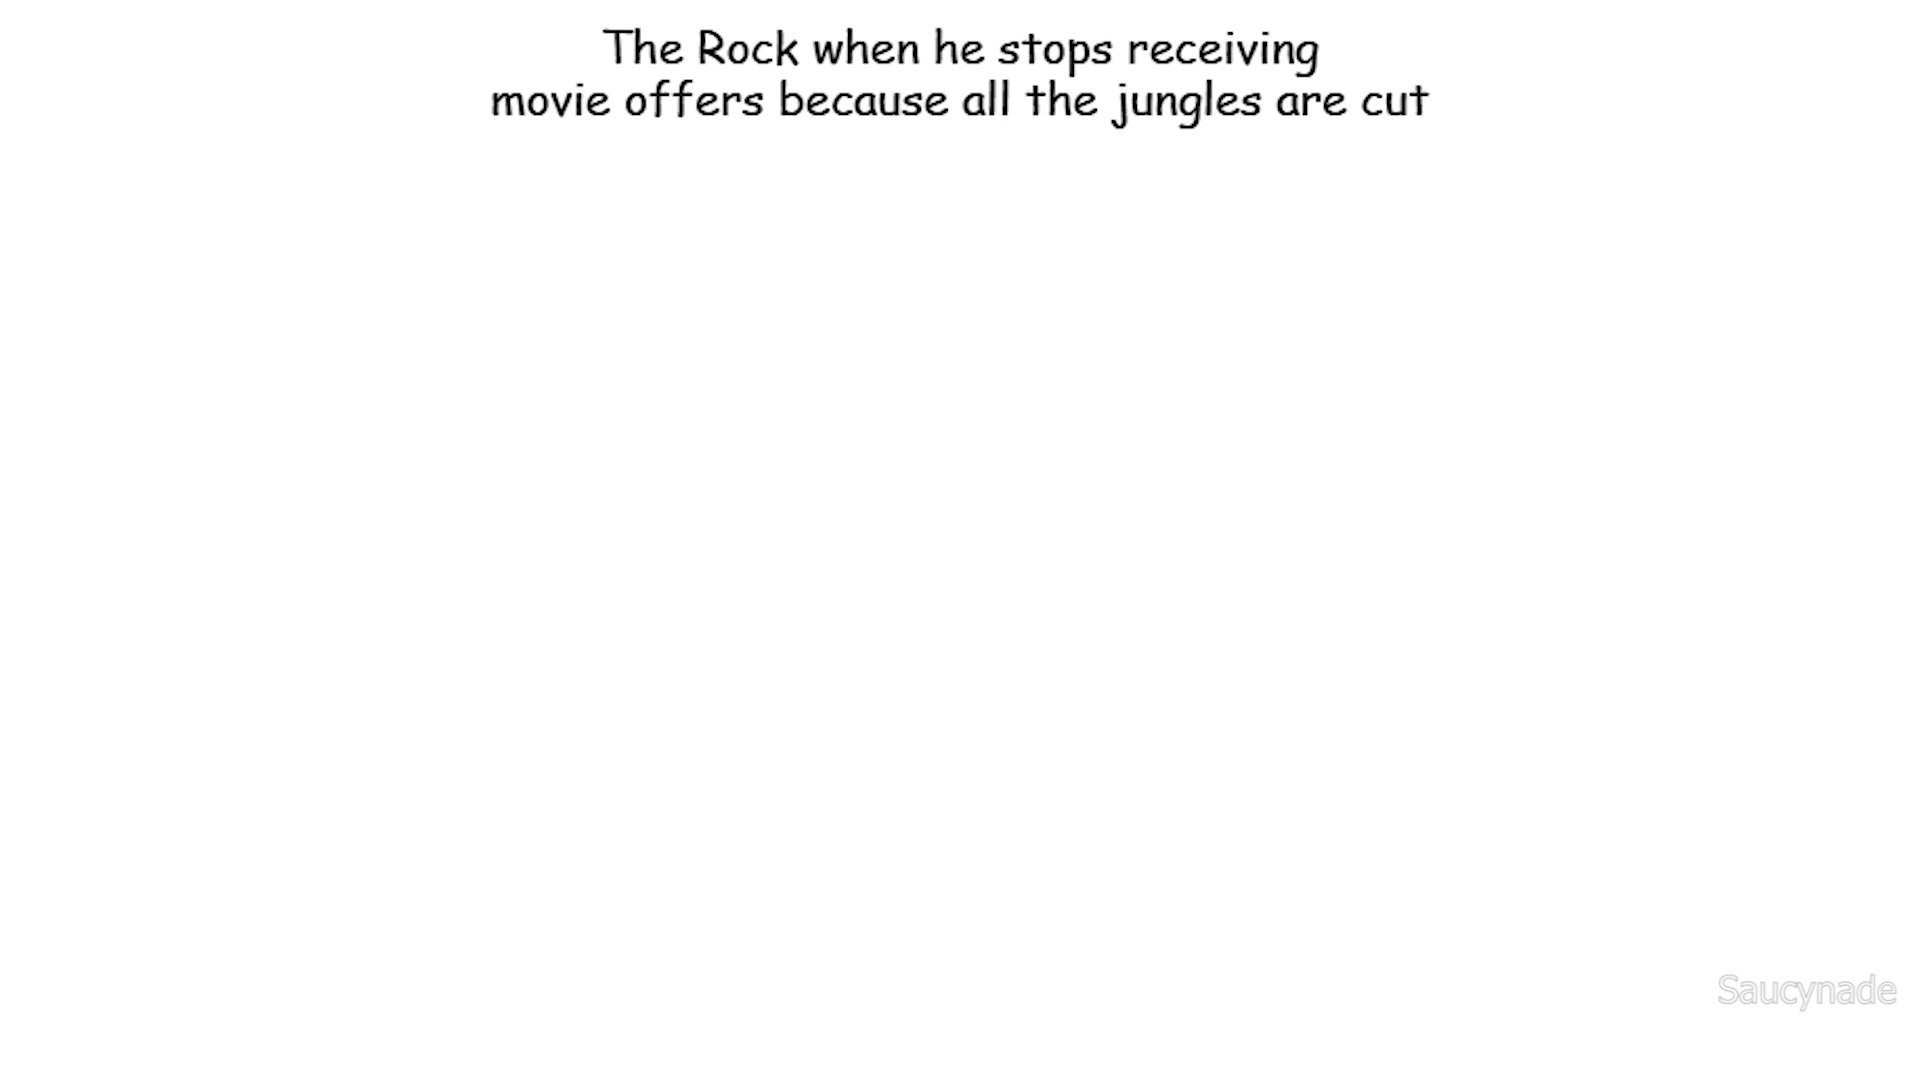 The Rock when he stops receiving
movie offers because all the jungles are cut
Saucynade